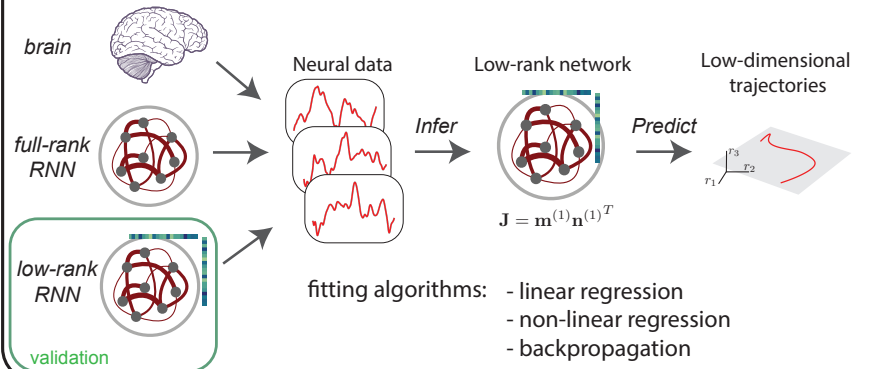 brain
full-rank
RNN
low-rank
RNN
validation
Neural data
Infer
Low-rank network
J = m⁽¹⁾n⁽¹⁾ᵀ
Predict
Low-dimensional
trajectories
r₃
r₂
r₁
fitting algorithms:
- linear regression
- non-linear regression
- backpropagation